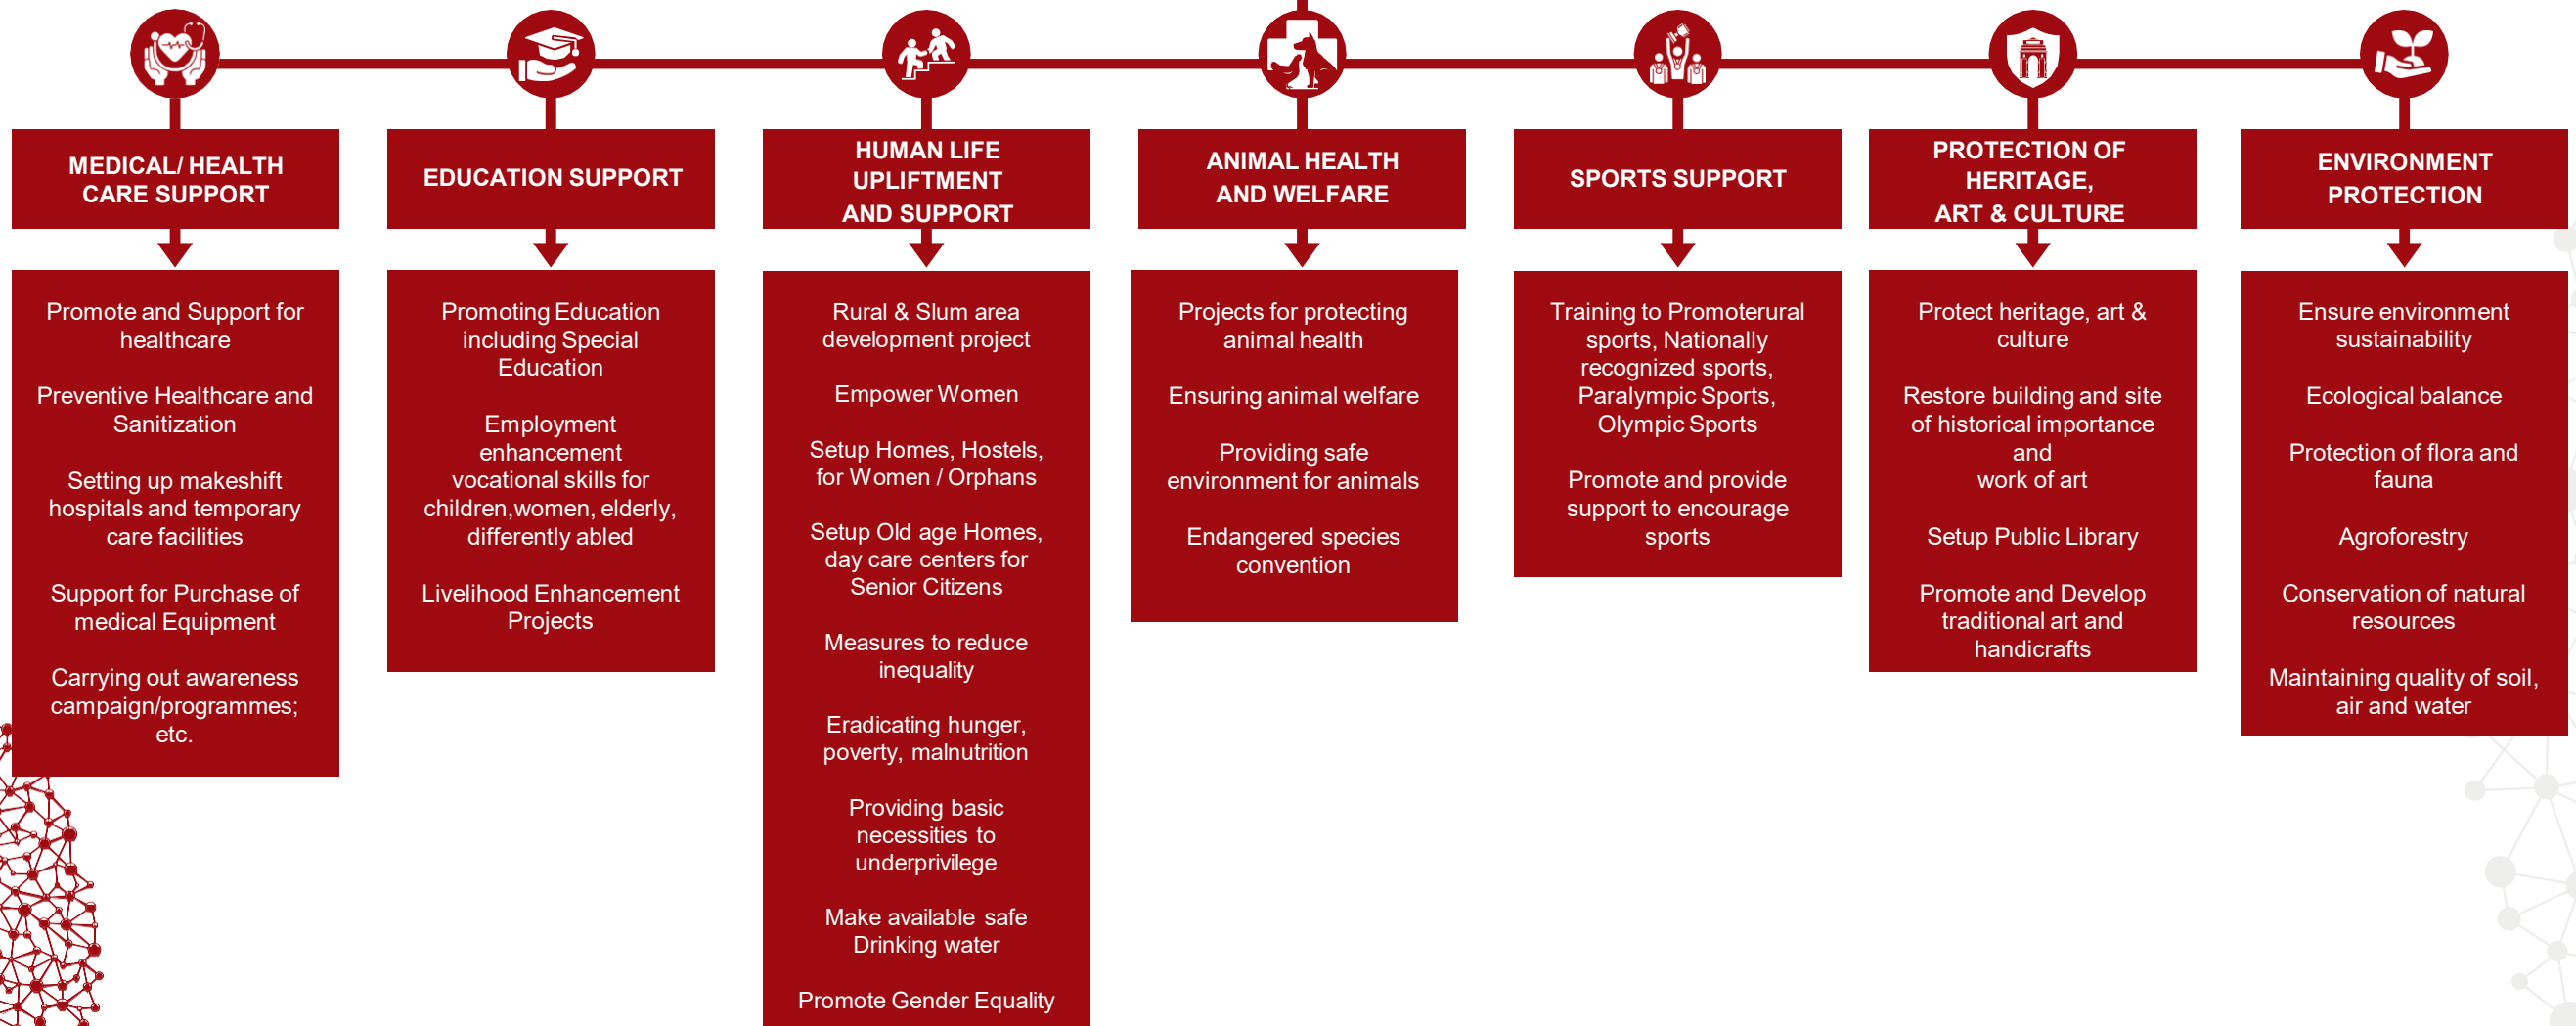 MEDICAL/ HEALTH
CARE SUPPORT
Promote and Support for
healthcare
Preventive Healthcare and
Sanitization
Setting up makeshift
hospitals and temporary
care facilities
Support for Purchase of
medical Equipment
Carrying out awareness
campaign/programmes;
etc.
EDUCATION SUPPORT
Promoting Education
including Special
Education
Employment
enhancement
vocational skills for
children,women, elderly,
differently abled
Livelihood Enhancement
Projects
HUMAN LIFE
UPLIFTMENT
AND SUPPORT
Rural & Slum area
development project
Empower Women
Setup Homes, Hostels,
for Women / Orphans
Setup Old age Homes,
day care centers for
Senior Citizens
Measures to reduce
inequality
Eradicating hunger,
poverty, malnutrition
Providing basic
necessities to
underprivilege
Make available safe
Drinking water
Promote Gender Equality
ANIMAL HEALTH
AND WELFARE
Projects for protecting
animal health
Ensuring animal welfare
Providing safe
environment for animals
Endangered species
convention
SPORTS SUPPORT
Training to Promoterural
sports, Nationally
recognized sports,
Paralympic Sports,
Olympic Sports
Promote and provide
support to encourage
sports
PROTECTION OF
HERITAGE,
ART & CULTURE
Protect heritage, art &
culture
Restore building and site
of historical importance
and
work of art
Setup Public Library
Promote and Develop
traditional art and
handicrafts
ENVIRONMENT
PROTECTION
Ensure environment
sustainability
Ecological balance
Protection of flora and
fauna
Agroforestry
Conservation of natural
resources
Maintaining quality of soil,
air and water